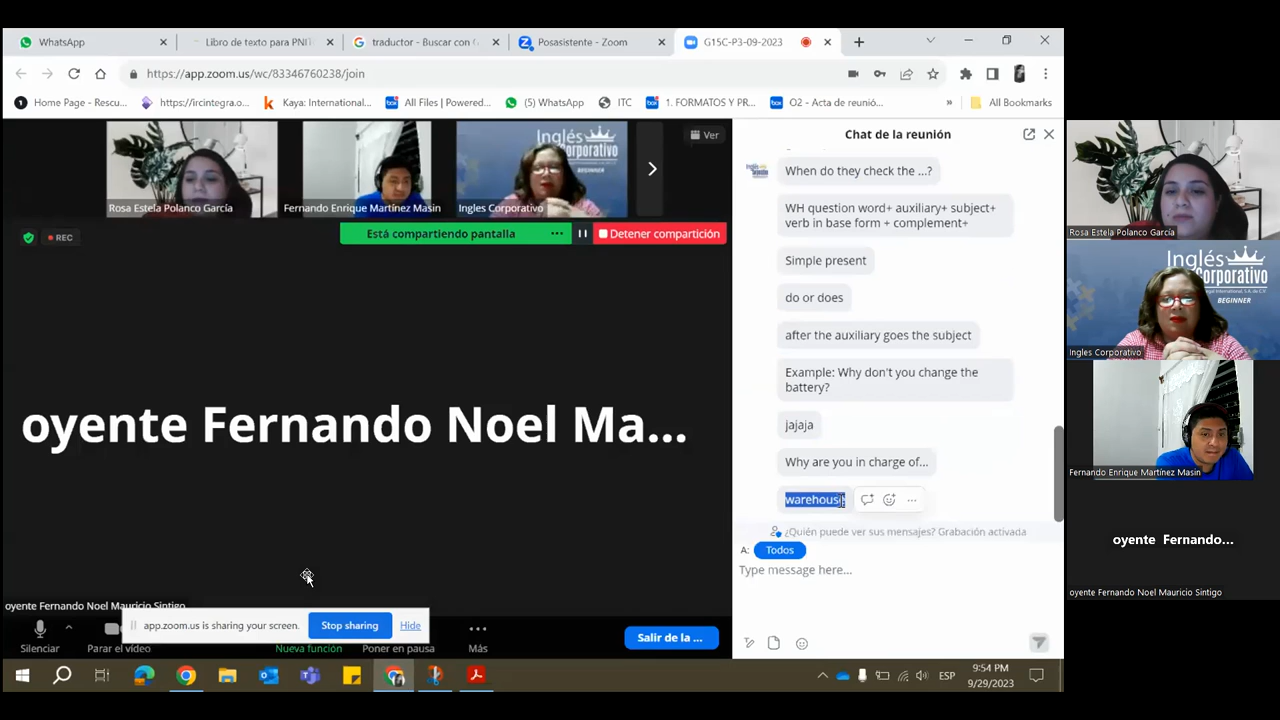 WhatsApp
Libro de texto para PNIT
traductor - Buscar con G
Posasistente - Zoom
G15C-P3-09-2023
https://app.zoom.us/wc/83346760238/join
Home Page - Rescu...
https://ircintegra.o...
Kaya: International...
All Files | Powered...
(5) WhatsApp
ITC
1. FORMATOS Y PR...
O2 - Acta de reunió...
»
All Bookmarks
Ver
Rosa Estela Polanco García
Fernando Enrique Martínez Masin
Inglés
Corporativo
BEGINNER
Ingles Corporativo
REC
Está compartiendo pantalla
Detener compartición
oyente Fernando Noel Ma...
oyente Fernando Noel Mauricio Sintigo
app.zoom.us is sharing your screen.
Stop sharing
Hide
Silenciar
Parar el vídeo
Nueva función
Poner en pausa
Más
Salir de la ...
Chat de la reunión
When do they check the ...?
WH question word+ auxiliary+ subject+
verb in base form + complement+
Simple present
do or does
after the auxiliary goes the subject
Example: Why don't you change the
battery?
jajaja
Why are you in charge of...
warehouse
¿Quién puede ver sus mensajes? Grabación activada
A: Todos
Type message here...
ESP
9:54 PM
9/29/2023
Rosa Estela Polanco García
Inglés
Corporativo
BEGINNER
Ingles Corporativo
Fernando Enrique Martínez Masin
oyente Fernando...
oyente Fernando Noel Mauricio Sintigo